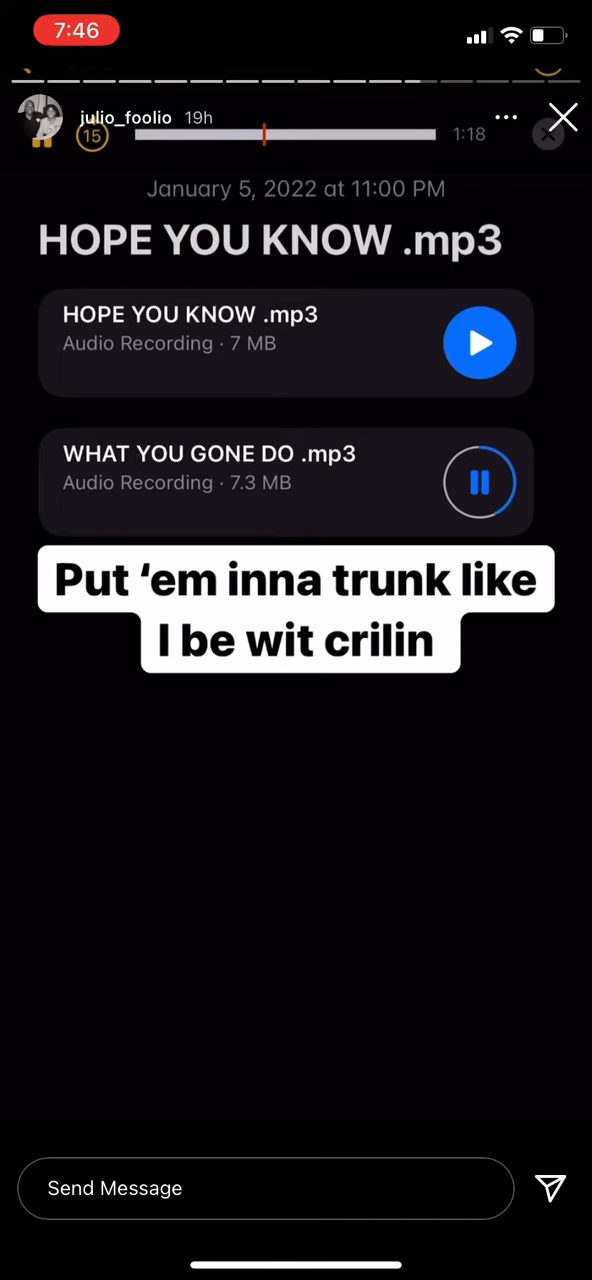 7:46
julio_foolio 19h
15 1:18
January 5, 2022 at 11:00 PM
HOPE YOU KNOW .mp3
HOPE YOU KNOW .mp3
Audio Recording · 7 MB
WHAT YOU GONE DO .mp3
Audio Recording · 7.3 MB
Put ‘em inna trunk like
I be wit crilin
Send Message